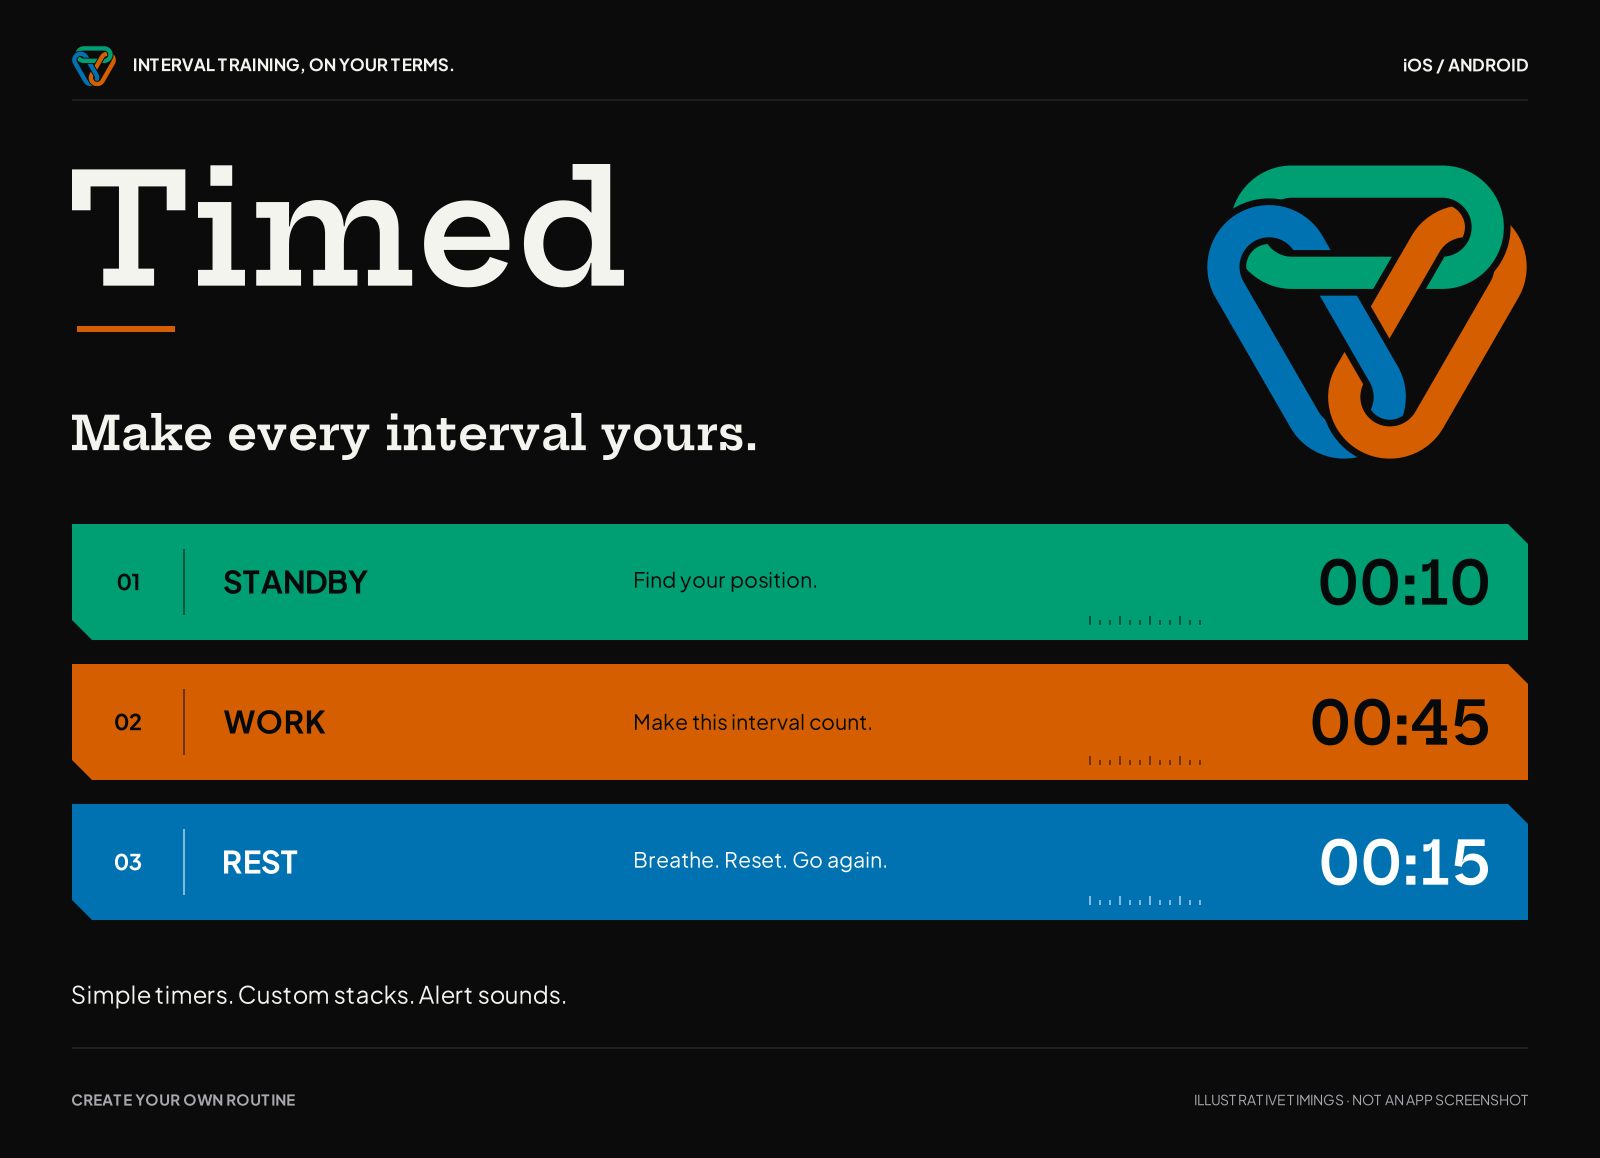 INTERVAL TRAINING, ON YOUR TERMS.
iOS / ANDROID
Timed
Make every interval yours.
01 STANDBY Find your position. 00:10
02 WORK Make this interval count. 00:45
03 REST Breathe. Reset. Go again. 00:15
Simple timers. Custom stacks. Alert sounds.
CREATE YOUR OWN ROUTINE
ILLUSTRATIVE TIMINGS · NOT AN APP SCREENSHOT